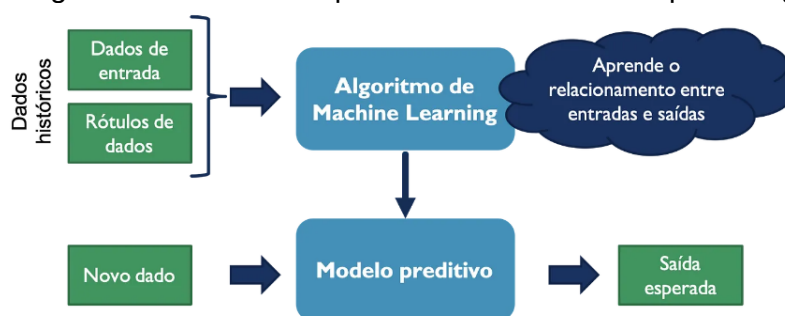 Dados
históricos
Dados de
entrada
Rótulos de
dados
Algoritmo de
Machine Learning
Aprende o
relacionamento entre
entradas e saídas
Novo dado
Modelo preditivo
Saída
esperada